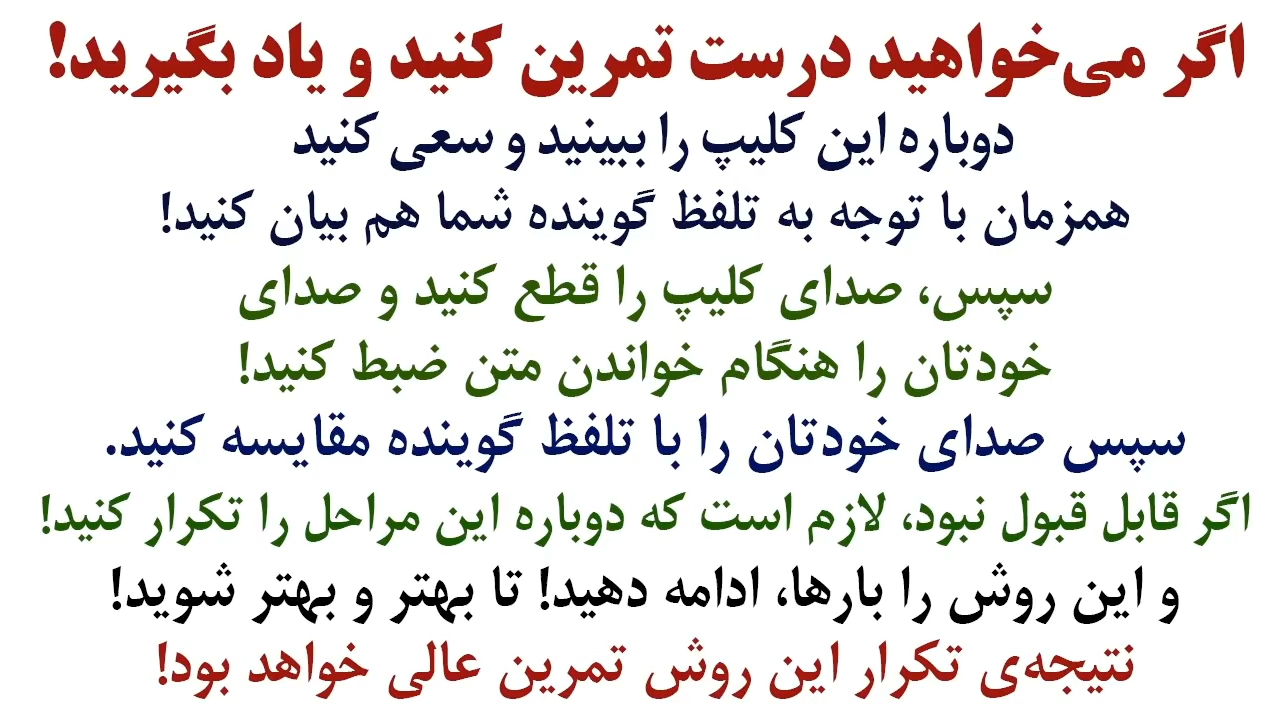 اگر می‌خواهید درست تمرین کنید و یاد بگیرید!
دوباره این کلیپ را ببینید و سعی کنید
همزمان با توجه به تلفظ گوینده شما هم بیان کنید!
سپس، صدای کلیپ را قطع کنید و صدای
خودتان را هنگام خواندن متن ضبط کنید!
سپس صدای خودتان را با تلفظ گوینده مقایسه کنید.
اگر قابل قبول نبود، لازم است که دوباره این مراحل را تکرار کنید!
و این روش را بارها، ادامه دهید! تا بهتر و بهتر شوید!
نتیجه‌ی تکرار این روش تمرین عالی خواهد بود!